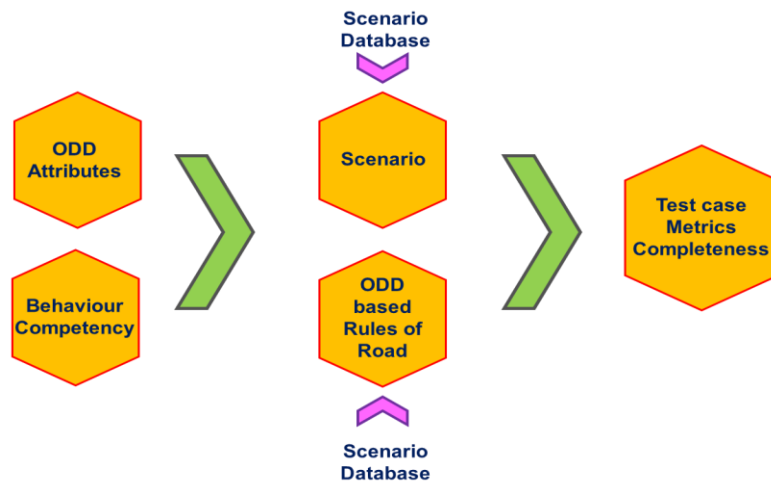 Scenario
Database
ODD
Attributes
Behaviour
Competency
Scenario
ODD
based
Rules of
Road
Scenario
Database
Test case
Metrics
Completeness